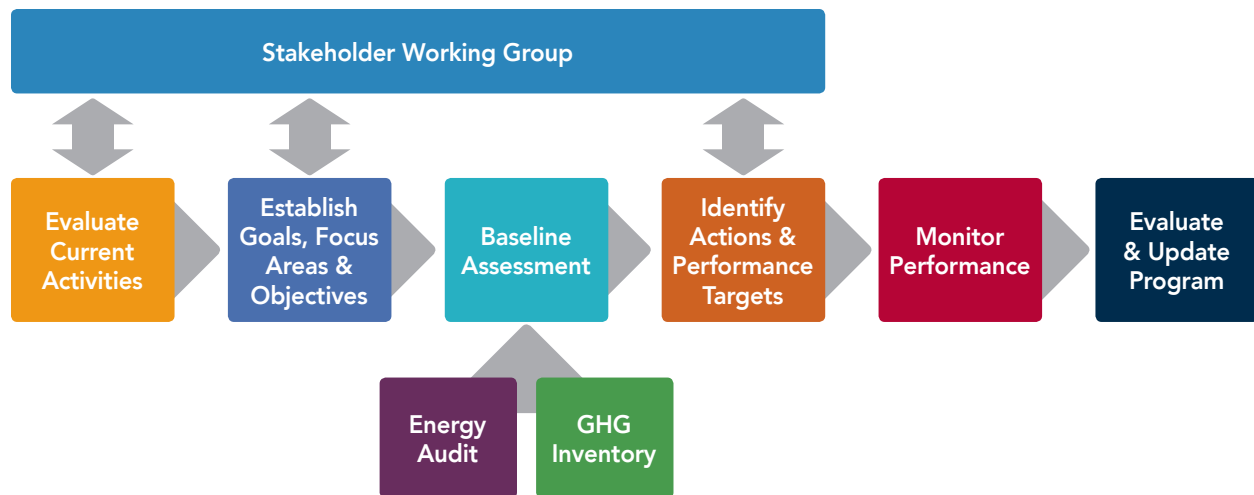 Stakeholder Working Group
Evaluate
Current
Activities
Establish
Goals, Focus
Areas &
Objectives
Baseline
Assessment
Identify
Actions &
Performance
Targets
Monitor
Performance
Evaluate
& Update
Program
Energy
Audit
GHG
Inventory